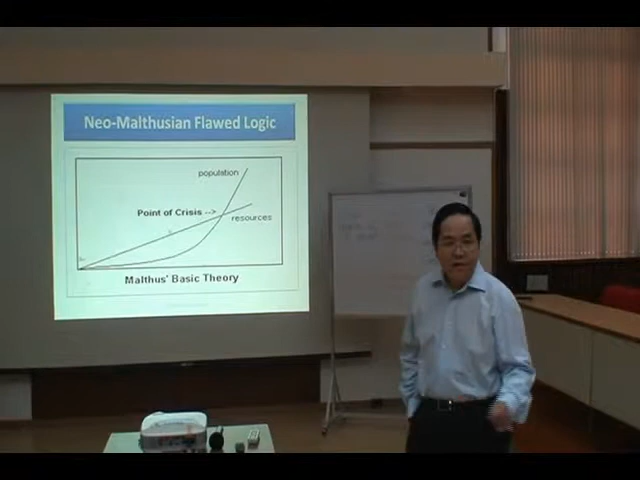 Neo-Malthusian Flawed Logic
population
Point of Crisis -->
resources
Malthus' Basic Theory